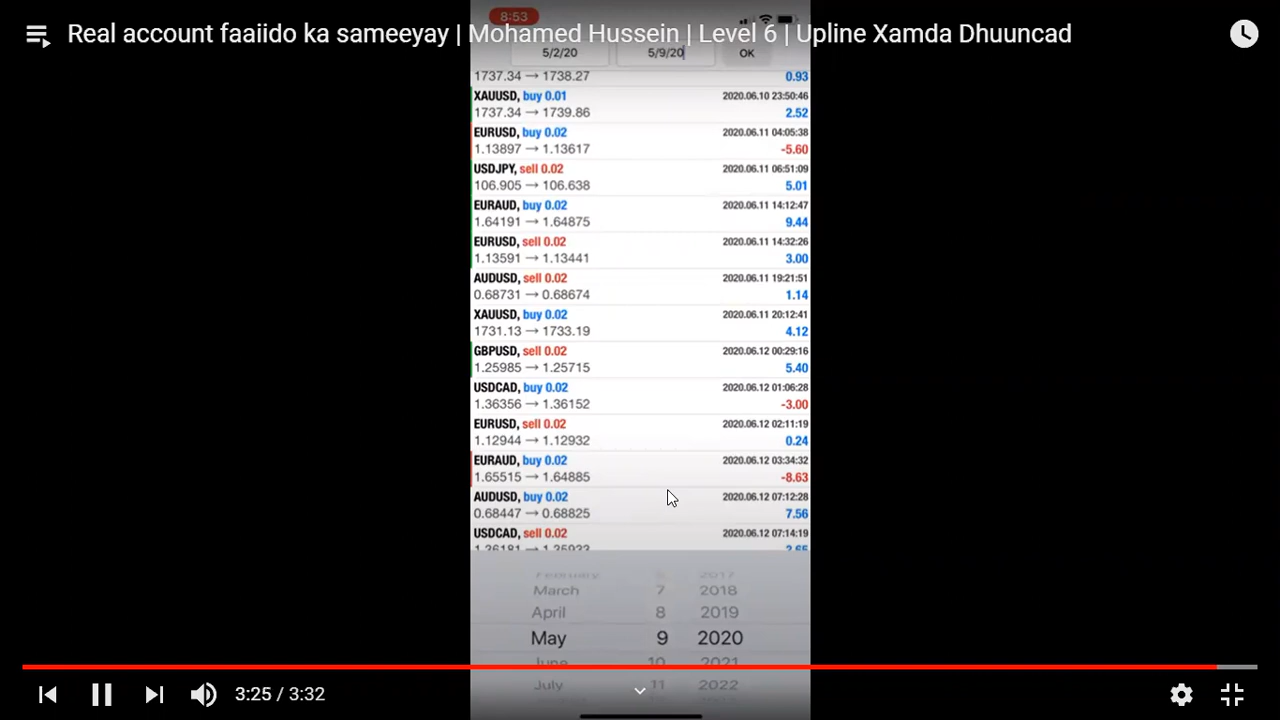 Real account faaiido ka sameeyay | Mohamed Hussein | Level 6 | Upline Xamda Dhuuncad
8:53
5/2/20 5/9/20 OK
1737.34 → 1738.27 0.93
XAUUSD, buy 0.01 2020.06.10 23:50:46
1737.34 → 1739.86 2.52
EURUSD, buy 0.02 2020.06.11 04:05:38
1.13897 → 1.13617 -5.60
USDJPY, sell 0.02 2020.06.11 06:51:09
106.905 → 106.638 5.01
EURAUD, buy 0.02 2020.06.11 14:12:47
1.64191 → 1.64875 9.44
EURUSD, sell 0.02 2020.06.11 14:32:26
1.13591 → 1.13441 3.00
AUDUSD, sell 0.02 2020.06.11 19:21:51
0.68731 → 0.68674 1.14
XAUUSD, buy 0.02 2020.06.11 20:12:41
1731.13 → 1733.19 4.12
GBPUSD, sell 0.02 2020.06.12 00:29:16
1.25985 → 1.25715 5.40
USDCAD, buy 0.02 2020.06.12 01:06:28
1.36356 → 1.36152 -3.00
EURUSD, sell 0.02 2020.06.12 02:11:19
1.12944 → 1.12932 0.24
EURAUD, buy 0.02 2020.06.12 03:34:32
1.65515 → 1.64885 -8.63
AUDUSD, buy 0.02 2020.06.12 07:12:28
0.68447 → 0.68825 7.56
USDCAD, sell 0.02 2020.06.12 07:14:19
February 2017
March 7 2018
April 8 2019
May 9 2020
June 10 2021
July 11 2022
3:25 / 3:32